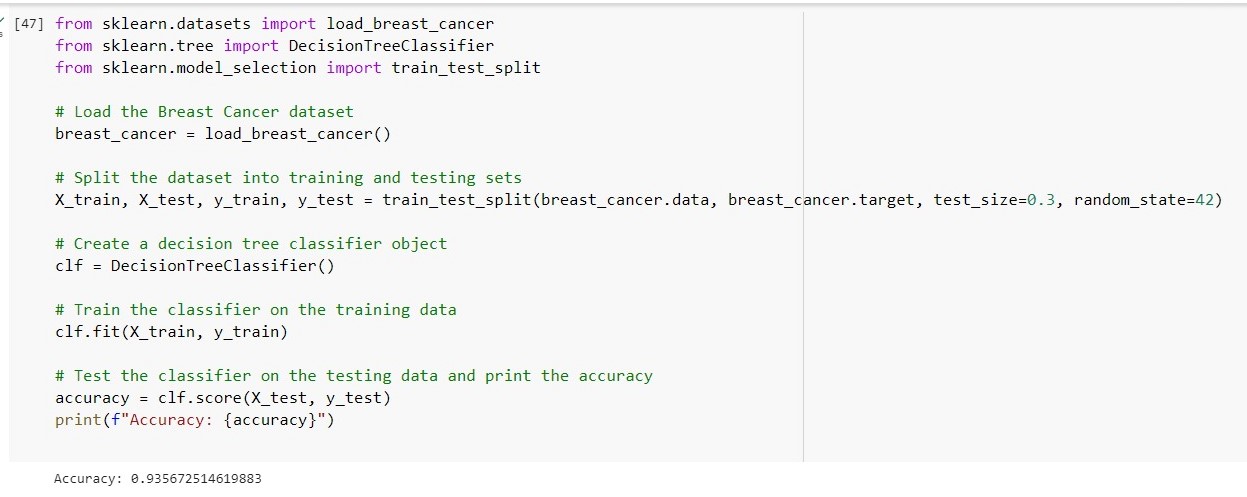 [47] from sklearn.datasets import load_breast_cancer
from sklearn.tree import DecisionTreeClassifier
from sklearn.model_selection import train_test_split
# Load the Breast Cancer dataset
breast_cancer = load_breast_cancer()
# Split the dataset into training and testing sets
X_train, X_test, y_train, y_test = train_test_split(breast_cancer.data, breast_cancer.target, test_size=0.3, random_state=42)
# Create a decision tree classifier object
clf = DecisionTreeClassifier()
# Train the classifier on the training data
clf.fit(X_train, y_train)
# Test the classifier on the testing data and print the accuracy
accuracy = clf.score(X_test, y_test)
print(f"Accuracy: {accuracy}")
Accuracy: 0.935672514619883